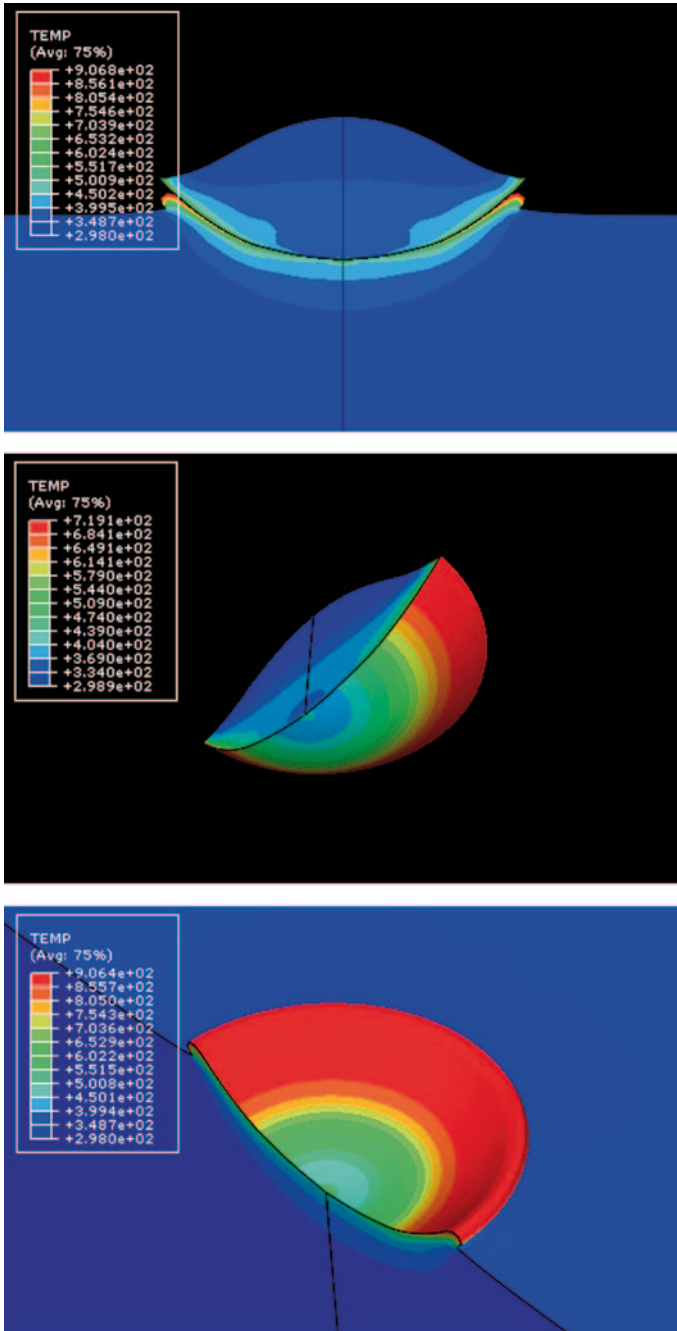 TEMP
(Avg: 75%)
+9.068e+02
+8.561e+02
+8.054e+02
+7.546e+02
+7.039e+02
+6.532e+02
+6.024e+02
+5.517e+02
+5.009e+02
+4.502e+02
+3.995e+02
+3.487e+02
+2.980e+02
TEMP
(Avg: 75%)
+7.191e+02
+6.841e+02
+6.491e+02
+6.141e+02
+5.790e+02
+5.440e+02
+5.090e+02
+4.740e+02
+4.390e+02
+4.040e+02
+3.690e+02
+3.340e+02
+2.989e+02
TEMP
(Avg: 75%)
+9.064e+02
+8.557e+02
+8.050e+02
+7.543e+02
+7.036e+02
+6.529e+02
+6.022e+02
+5.515e+02
+5.008e+02
+4.501e+02
+3.994e+02
+3.487e+02
+2.980e+02